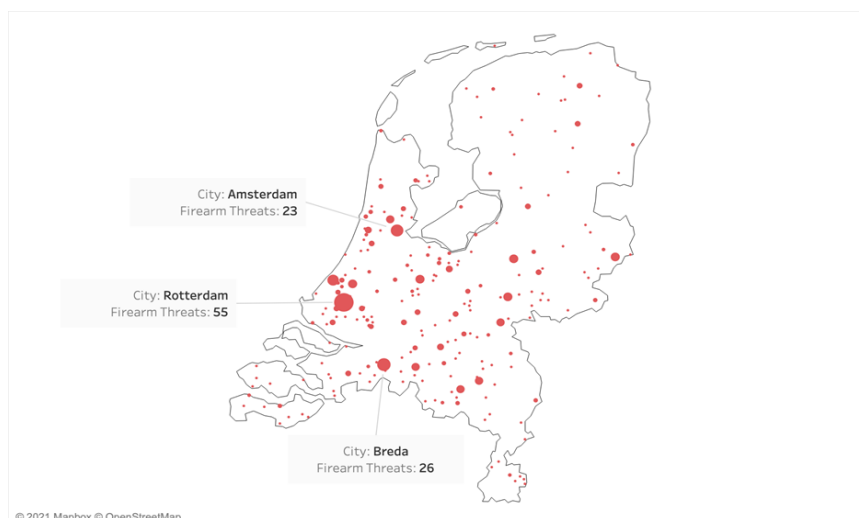 City: Amsterdam
Firearm Threats: 23
City: Rotterdam
Firearm Threats: 55
City: Breda
Firearm Threats: 26
© 2021 Mapbox © OpenStreetMap